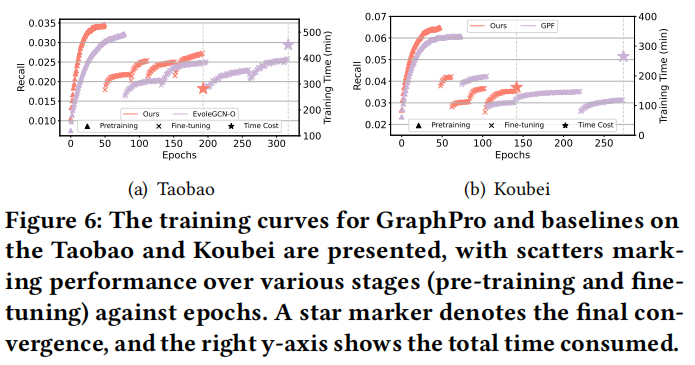 0.035
0.030
0.025
0.020
0.015
0.010
Recall
500
400
300
200
100
Training Time (min)
Ours
EvoleGCN-O
Pretraining
Fine-tuning
Time Cost
0 50 100 150 200 250 300
Epochs
(a) Taobao
0.07
0.06
0.05
0.04
0.03
0.02
Recall
400
300
200
100
0
Training Time (min)
Ours
GPF
Pretraining
Fine-tuning
Time Cost
0 50 100 150 200 250
Epochs
(b) Koubei
Figure 6: The training curves for GraphPro and baselines on
the Taobao and Koubei are presented, with scatters mark-
ing performance over various stages (pre-training and fine-
tuning) against epochs. A star marker denotes the final con-
vergence, and the right y-axis shows the total time consumed.